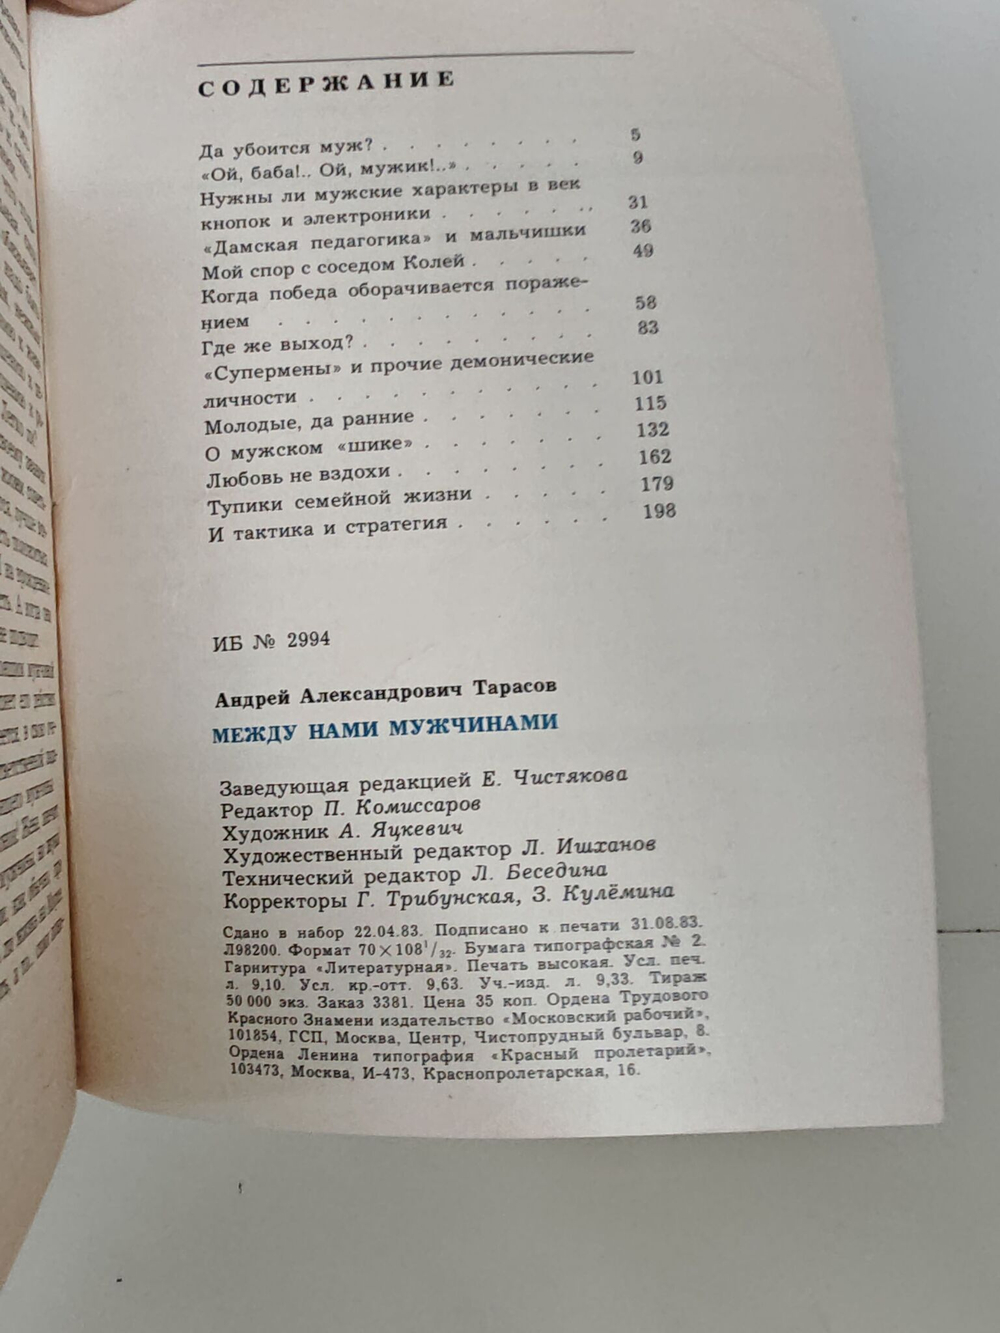 СОДЕРЖАНИЕ
Да убоится муж? . . . . . . . . 5
«Ой, баба!.. Ой, мужик!..» . . . . . 9
Нужны ли мужские характеры в век
кнопок и электроники . . . . . . . 31
«Дамская педагогика» и мальчишки 36
Мой спор с соседом Колей . . . . . 49
Когда победа оборачивается пораже-
нием . . . . . . . . . . . . 58
Где же выход? . . . . . . . . . 83
«Супермены» и прочие демонические
личности . . . . . . . . . . . 101
Молодые, да ранние . . . . . . . 115
О мужском «шике» . . . . . . . 132
Любовь не вздохи . . . . . . . . 162
Тупики семейной жизни . . . . . 179
И тактика и стратегия . . . . . . 198
ИБ № 2994
Андрей Александрович Тарасов
МЕЖДУ НАМИ МУЖЧИНАМИ
Заведующая редакцией Е. Чистякова
Редактор П. Комиссаров
Художник А. Яцкевич
Художественный редактор Л. Ишханов
Технический редактор Л. Беседина
Корректоры Г. Трибунская, З. Кулёмина
Сдано в набор 22.04.83. Подписано к печати 31.08.83.
Л98200. Формат 70×108¹/₃₂. Бумага типографская № 2.
Гарнитура «Литературная». Печать высокая. Усл. печ.
л. 9,10. Усл. кр.-отт. 9,63. Уч.-изд. л. 9,33. Тираж
50 000 экз. Заказ 3381. Цена 35 коп. Ордена Трудового
Красного Знамени издательство «Московский рабочий»,
101854, ГСП, Москва, Центр, Чистопрудный бульвар, 8.
Ордена Ленина типография «Красный пролетарий»,
103473, Москва, И-473, Краснопролетарская, 16.